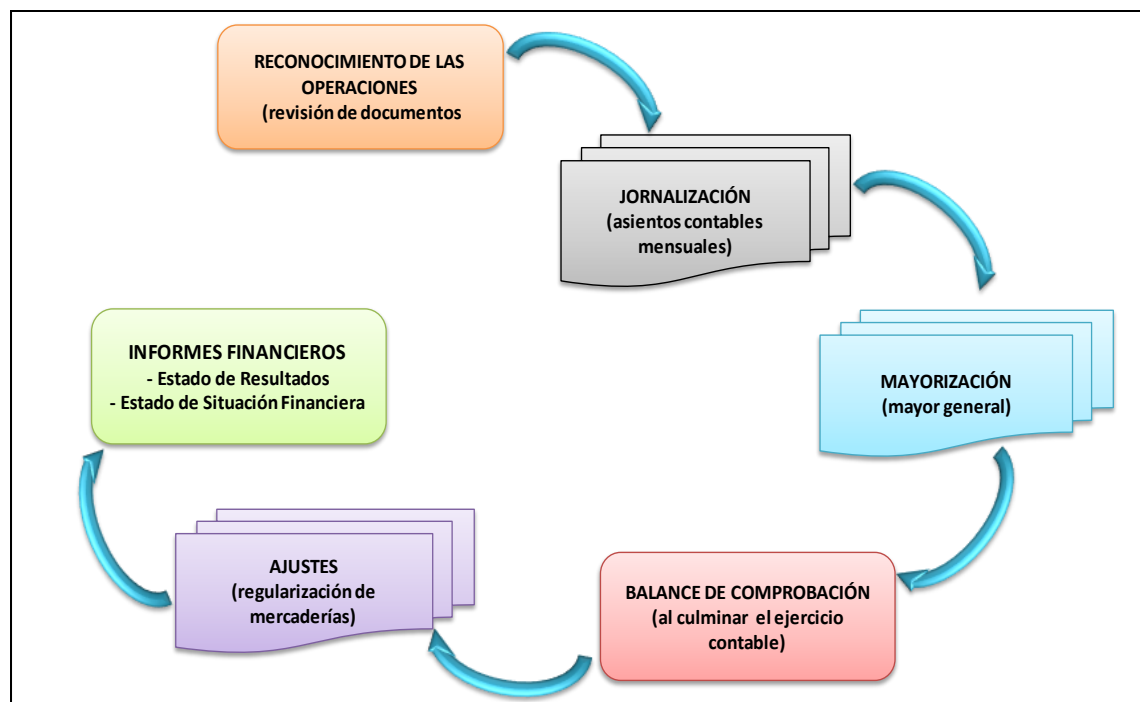 RECONOCIMIENTO DE LAS
OPERACIONES
(revisión de documentos
JORNALIZACIÓN
(asientos contables
mensuales)
MAYORIZACIÓN
(mayor general)
BALANCE DE COMPROBACIÓN
(al culminar el ejercicio
contable)
AJUSTES
(regularización de
mercaderías)
INFORMES FINANCIEROS
- Estado de Resultados
- Estado de Situación Financiera